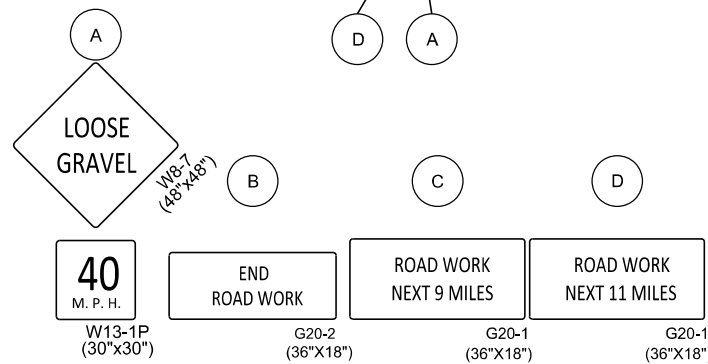 A
D
A
LOOSE
GRAVEL
W8-7
(48"x48")
B
C
D
40
M. P. H.
W13-1P
(30"x30")
END
ROAD WORK
G20-2
(36"X18")
ROAD WORK
NEXT 9 MILES
G20-1
(36"X18")
ROAD WORK
NEXT 11 MILES
G20-1
(36"X18"